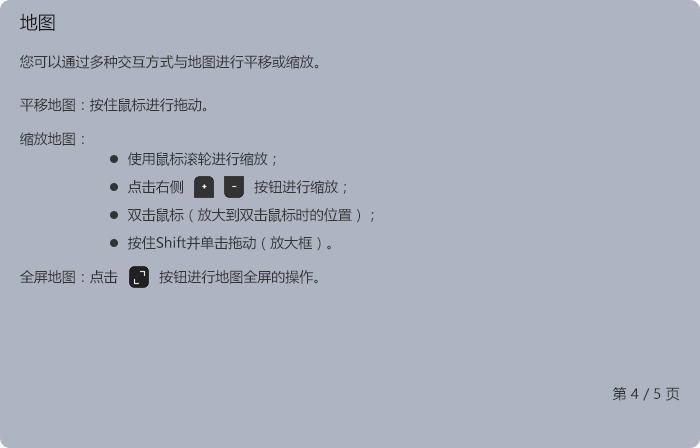 地图
您可以通过多种交互方式与地图进行平移或缩放。
平移地图：按住鼠标进行拖动。
缩放地图：
● 使用鼠标滚轮进行缩放；
● 点击右侧 + - 按钮进行缩放；
● 双击鼠标（放大到双击鼠标时的位置）；
● 按住Shift并单击拖动（放大框）。
全屏地图：点击 按钮进行地图全屏的操作。
第 4 / 5 页